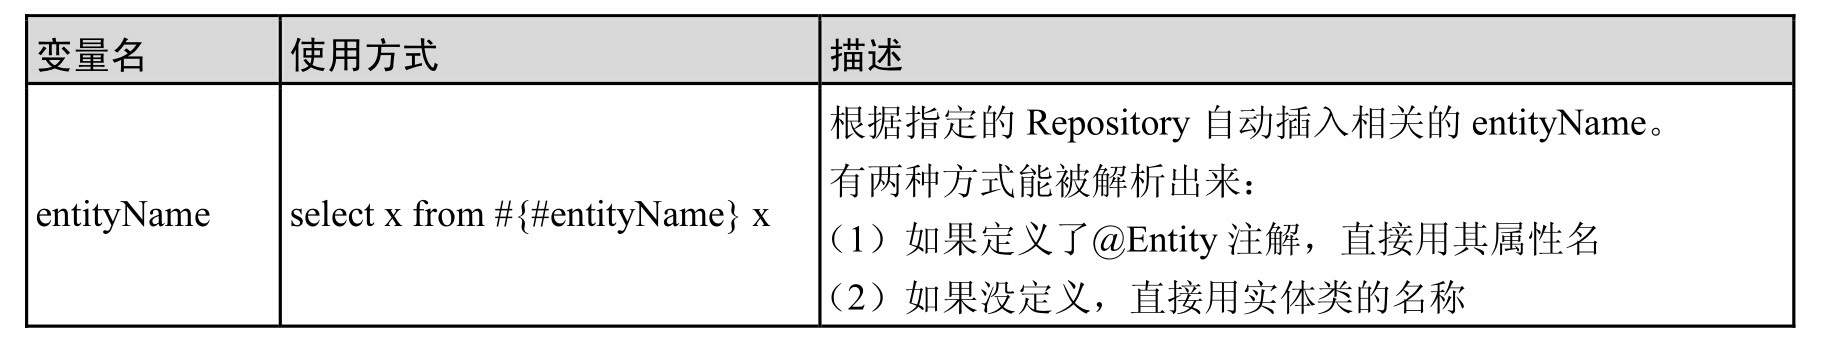 变量名 使用方式 描述
entityName select x from #{#entityName} x 根据指定的 Repository 自动插入相关的 entityName。
有两种方式能被解析出来：
（1）如果定义了@Entity 注解，直接用其属性名
（2）如果没定义，直接用实体类的名称